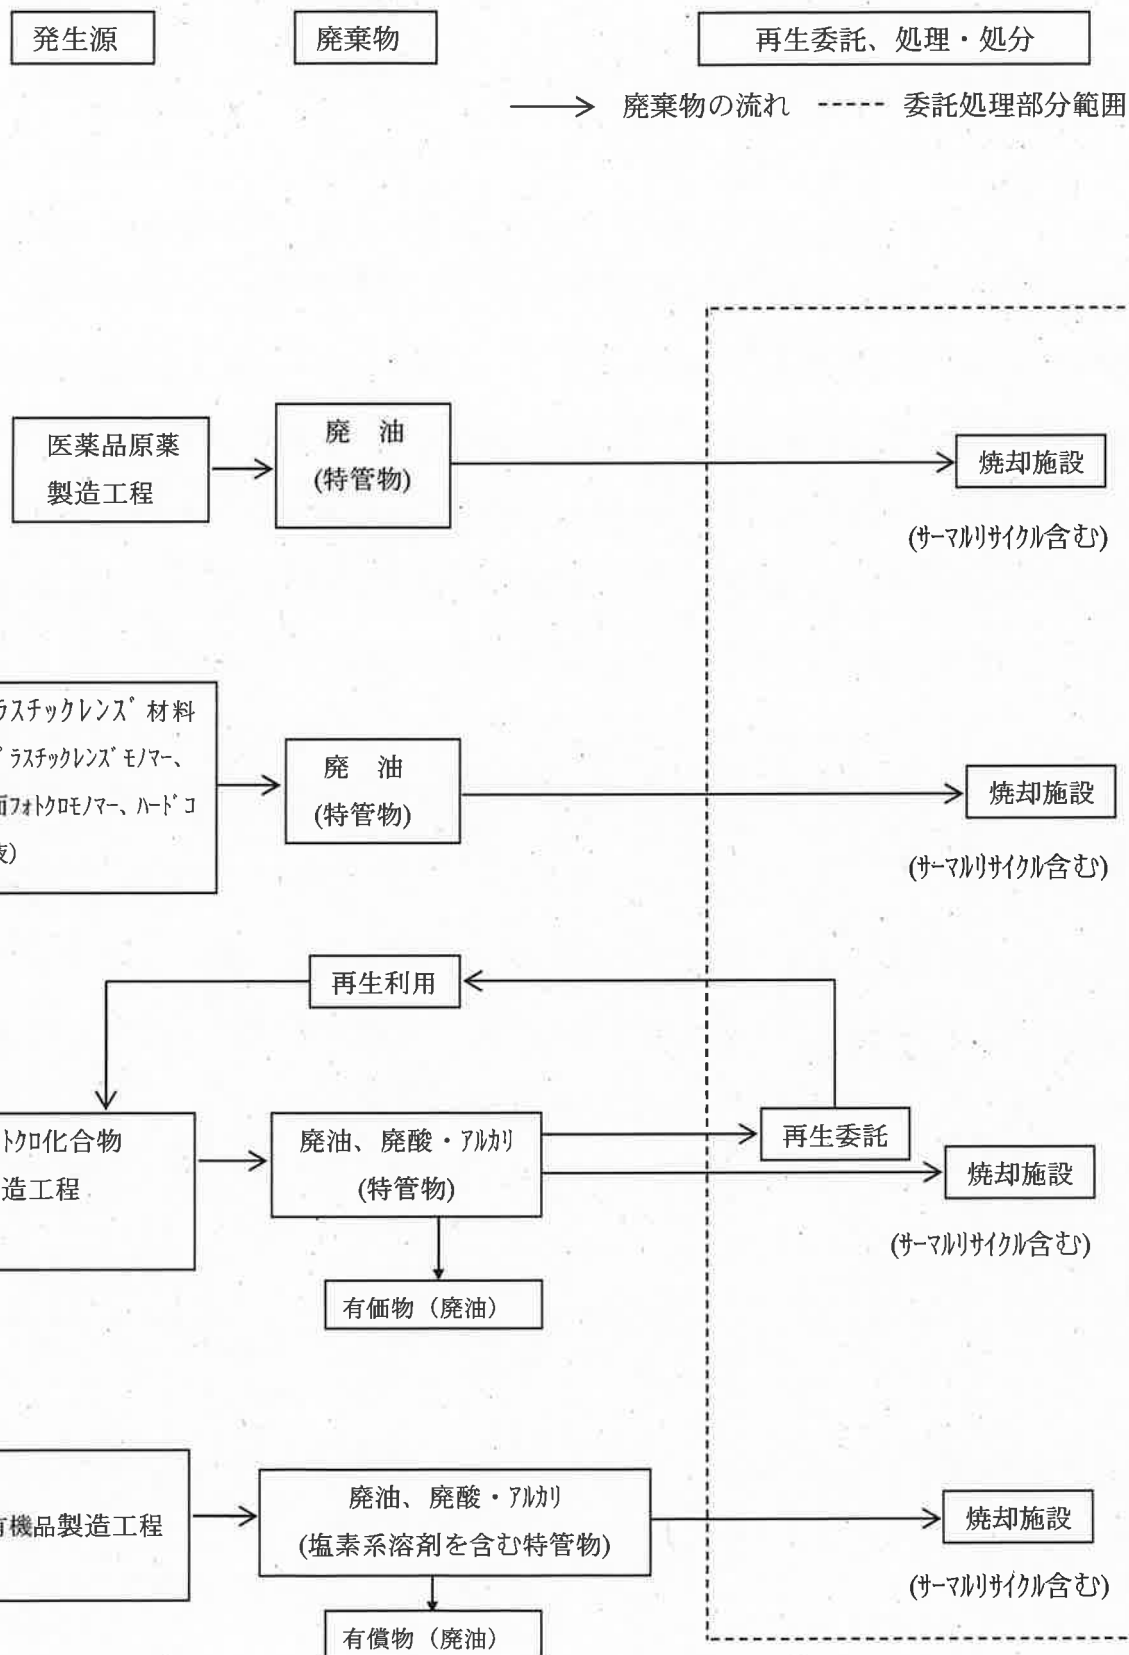 発生源
廃棄物
再生委託、処理・処分
廃棄物の流れ
委託処理部分範囲
医薬品原薬
製造工程
廃 油
(特管物)
焼却施設
(サーマルリサイクル含む)
ラスチックレンズ材料
プラスチックレンズモノマー、
面フォトクロモノマー、ハードコ
液)
廃 油
(特管物)
焼却施設
(サーマルリサイクル含む)
再生利用
トクロ化合物
造工程
廃油、廃酸・アルカリ
(特管物)
再生委託
焼却施設
(サーマルリサイクル含む)
有価物（廃油）
有機品製造工程
廃油、廃酸・アルカリ
(塩素系溶剤を含む特管物)
焼却施設
(サーマルリサイクル含む)
有償物（廃油）